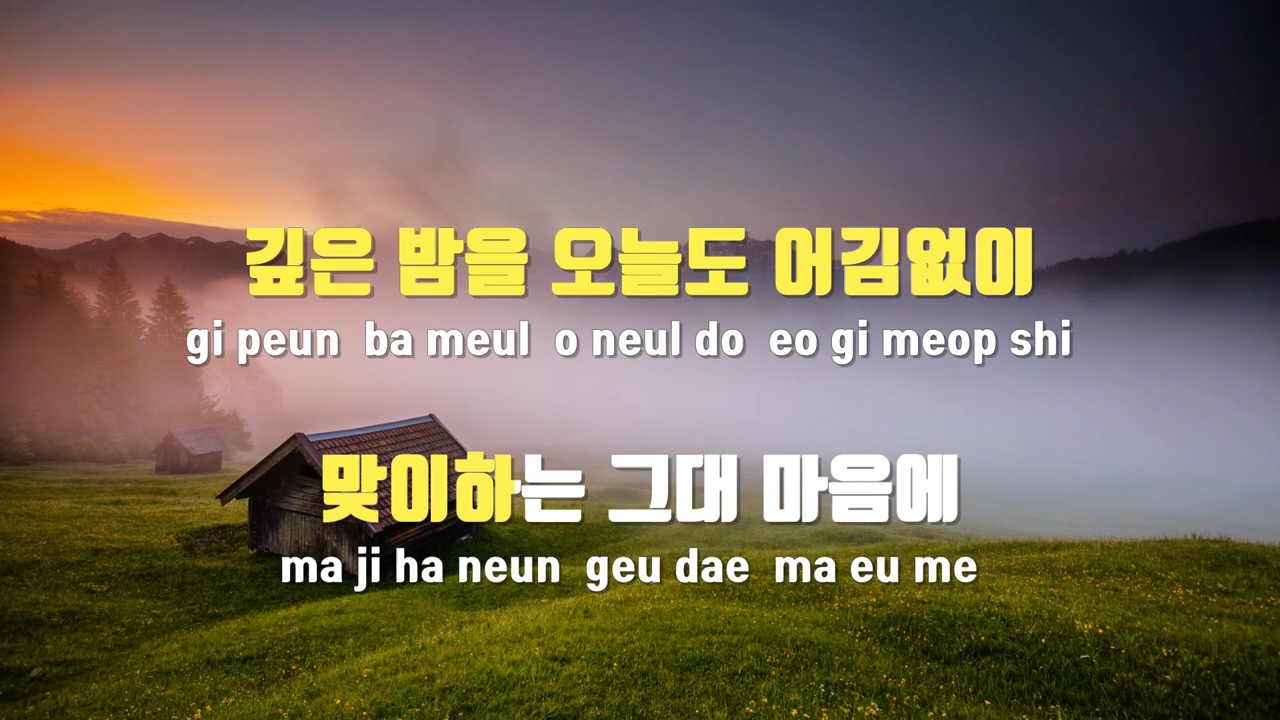 깊은 밤을 오늘도 어김없이
gi peun ba meul o neul do eo gi meop shi
맞이하는 그대 마음에
ma ji ha neun geu dae ma eu me